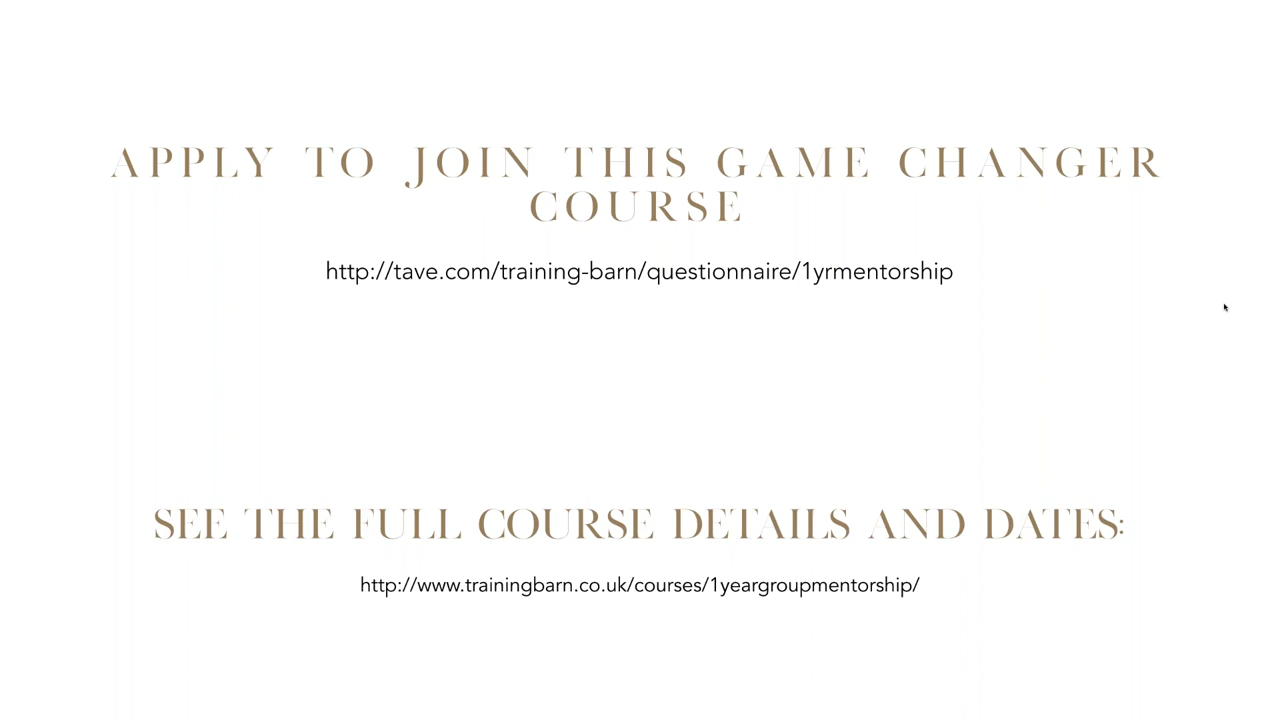 APPLY TO JOIN THIS GAME CHANGER
COURSE
http://tave.com/training-barn/questionnaire/1yrmentorship
SEE THE FULL COURSE DETAILS AND DATES:
http://www.trainingbarn.co.uk/courses/1yeargroupmentorship/